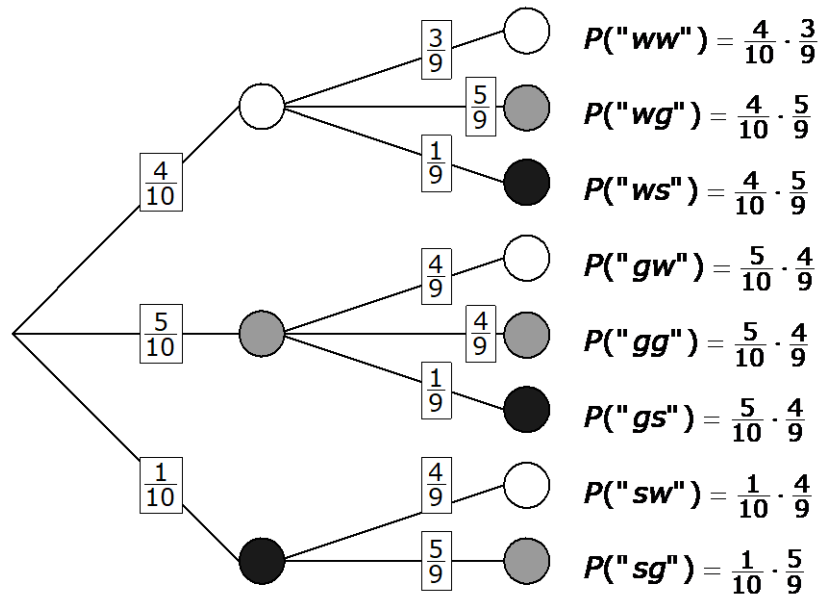 3/9
P("ww") = 4/10 · 3/9
5/9
P("wg") = 4/10 · 5/9
1/9
P("ws") = 4/10 · 5/9
4/10
4/9
P("gw") = 5/10 · 4/9
5/10
4/9
P("gg") = 5/10 · 4/9
1/9
P("gs") = 5/10 · 4/9
1/10
4/9
P("sw") = 1/10 · 4/9
5/9
P("sg") = 1/10 · 5/9